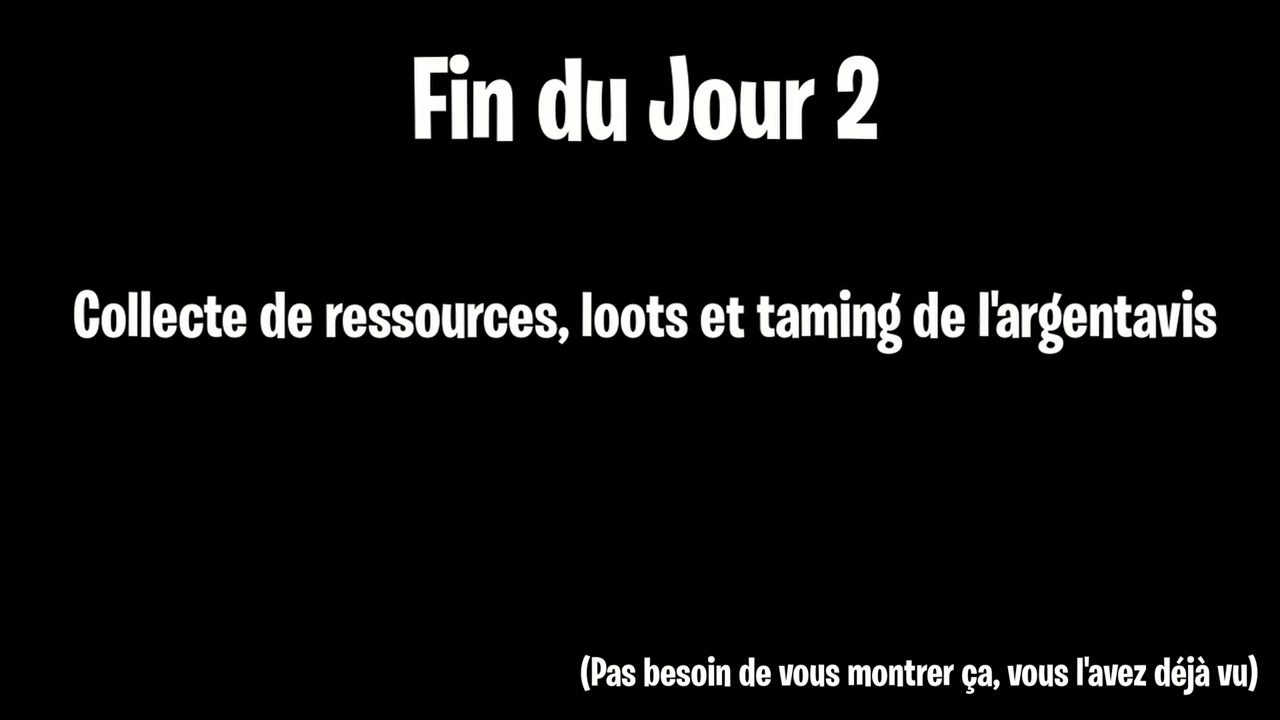 Fin du Jour 2
Collecte de ressources, loots et taming de l'argentavis
(Pas besoin de vous montrer ça, vous l'avez déjà vu)